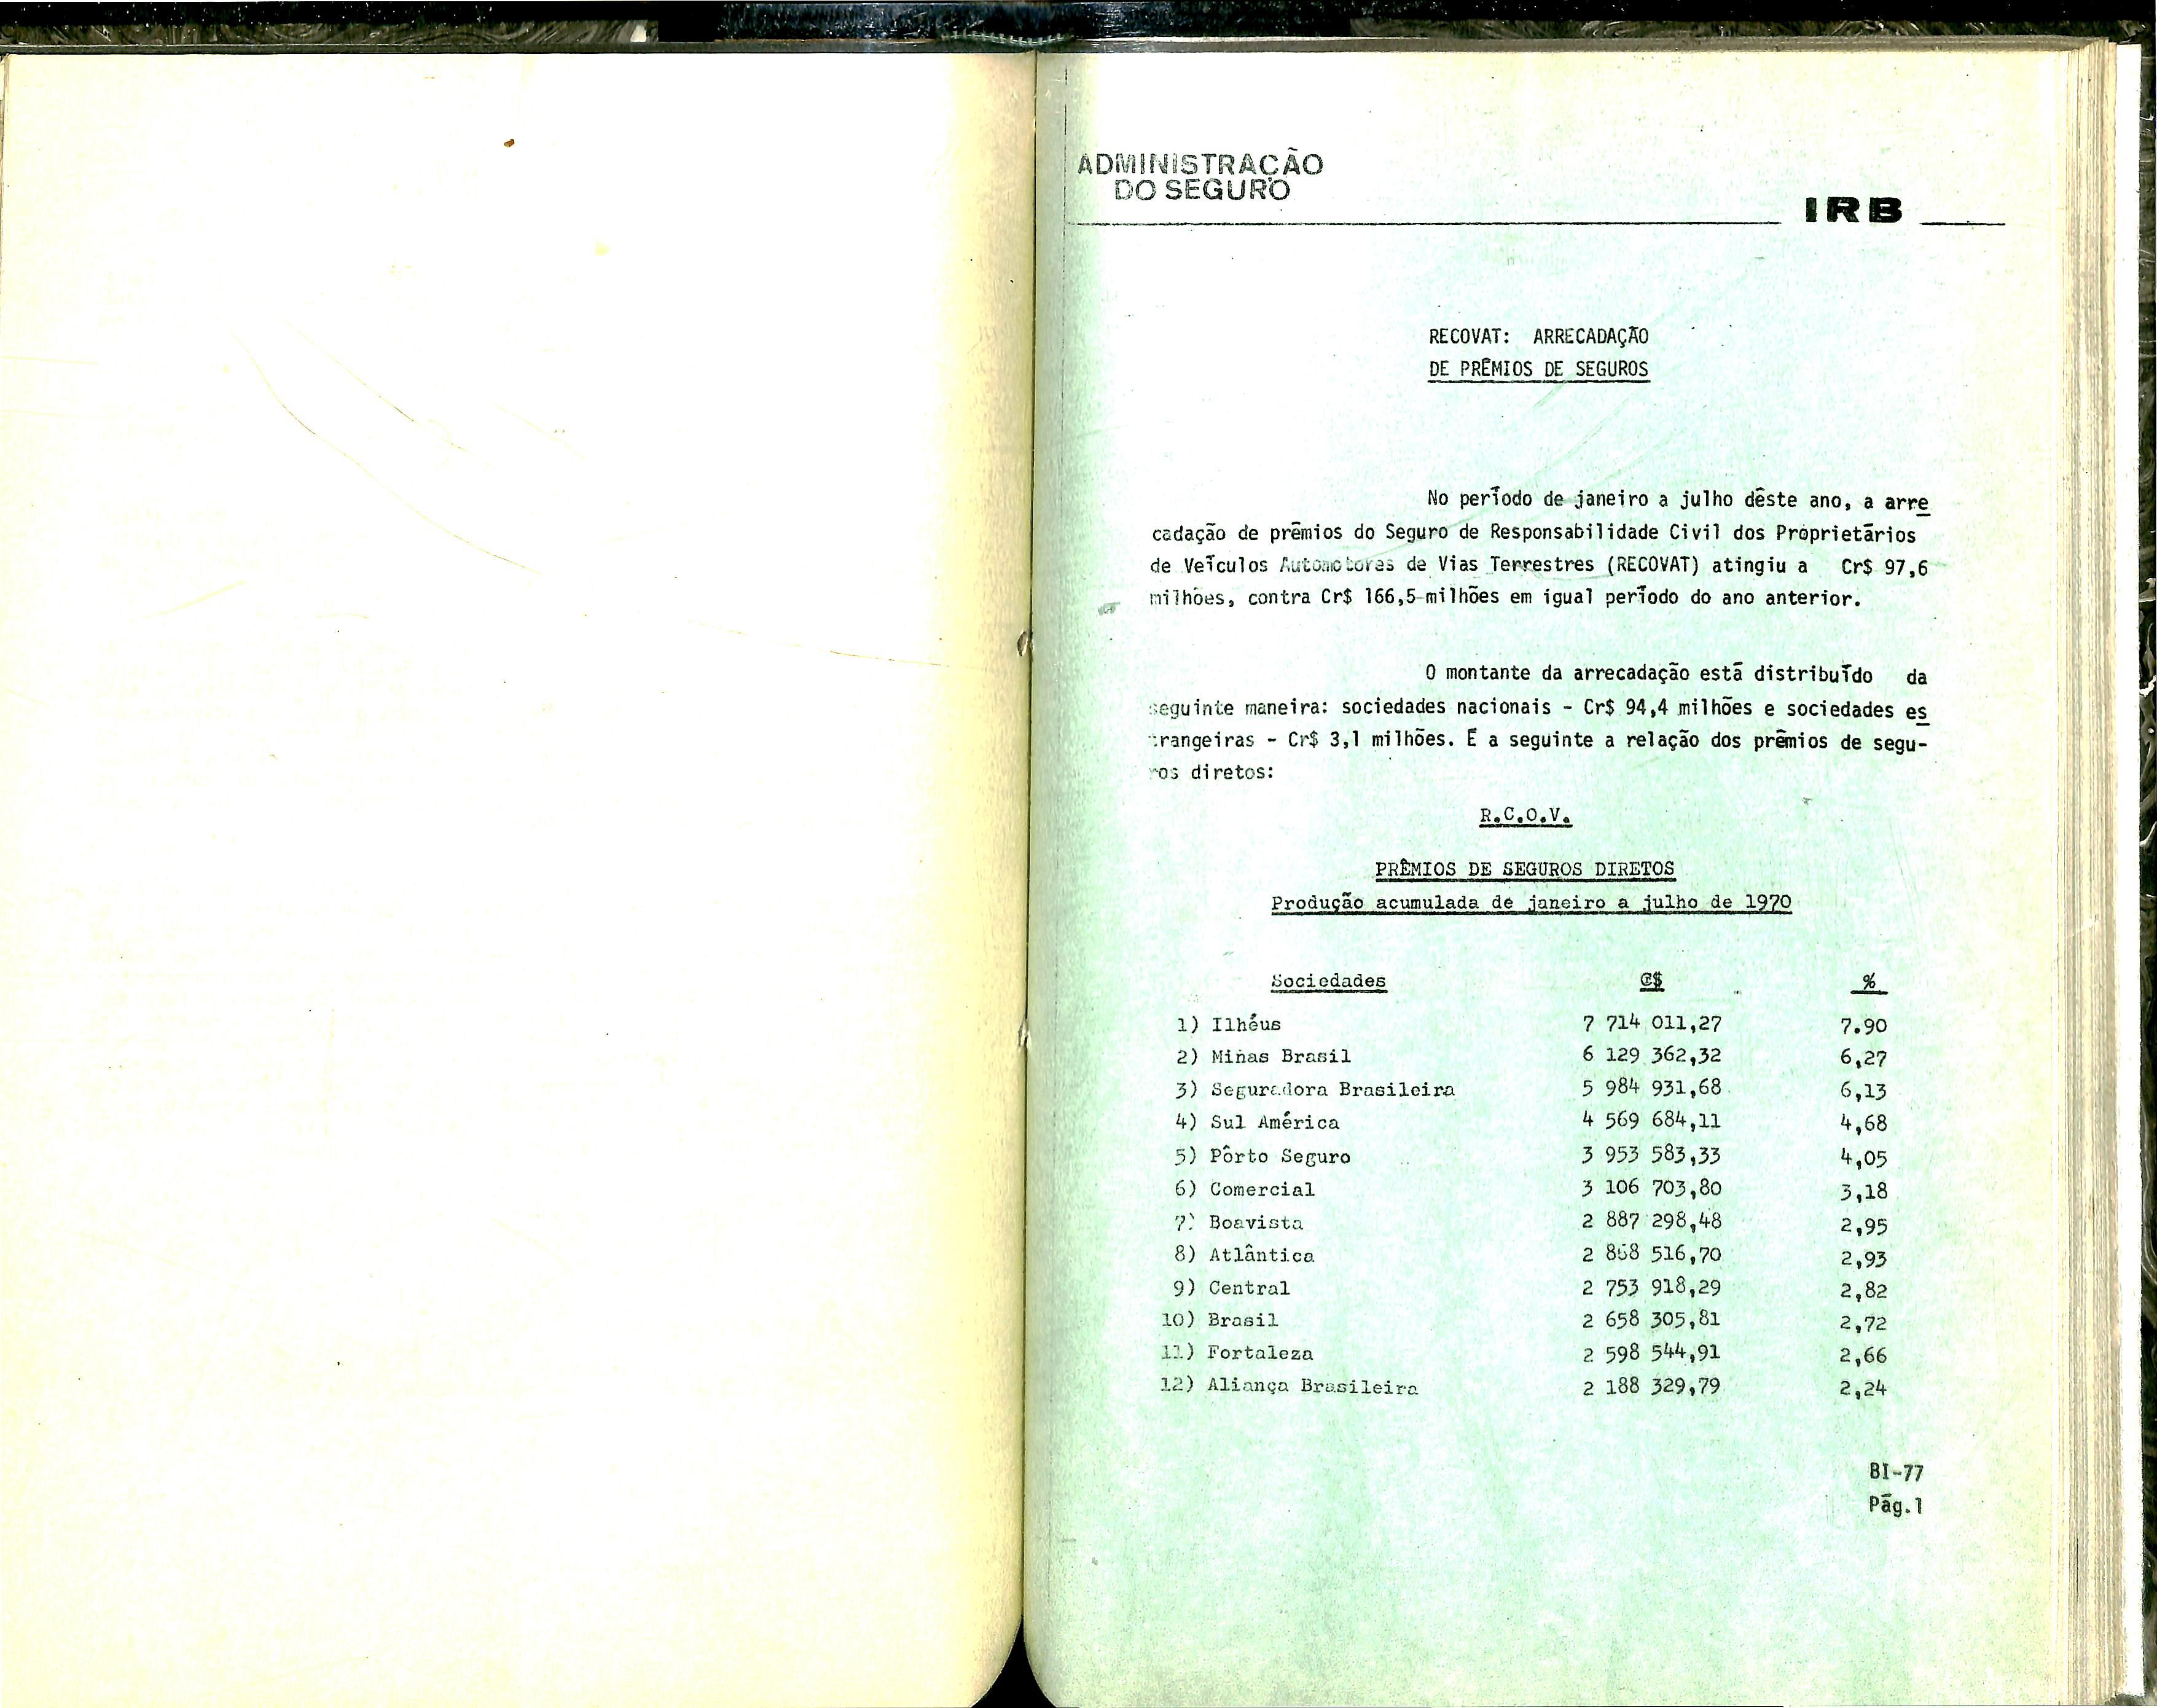 ADMINISTRAÇÃO
DO SEGURO
IRB
RECOVAT: ARRECADAÇÃO
DE PRÊMIOS DE SEGUROS
No período de janeiro a julho dêste ano, a arre
cadação de prêmios do Seguro de Responsabilidade Civil dos Proprietários
de Veículos Automotores de Vias Terrestres (RECOVAT) atingiu a Cr$ 97,6
milhões, contra Cr$ 166,5 milhões em igual período do ano anterior.
O montante da arrecadação está distribuído da
seguinte maneira: sociedades nacionais - Cr$ 94,4 milhões e sociedades es
trangeiras - Cr$ 3,1 milhões. É a seguinte a relação dos prêmios de segu-
ros diretos:
R.C.O.V.
PRÊMIOS DE SEGUROS DIRETOS
Produção acumulada de janeiro a julho de 1970
Sociedades Cr$ %
1) Ilhéus 7 714 011,27 7.90
2) Minas Brasil 6 129 362,32 6,27
3) Seguradora Brasileira 5 984 931,68 6,13
4) Sul América 4 569 684,11 4,68
5) Pôrto Seguro 3 953 583,33 4,05
6) Comercial 3 106 703,80 3,18
7) Boavista 2 887 298,48 2,95
8) Atlântica 2 868 516,70 2,93
9) Central 2 753 918,29 2,82
10) Brasil 2 658 305,81 2,72
11) Fortaleza 2 598 544,91 2,66
12) Aliança Brasileira 2 188 329,79 2,24
BI-77
Pág.1